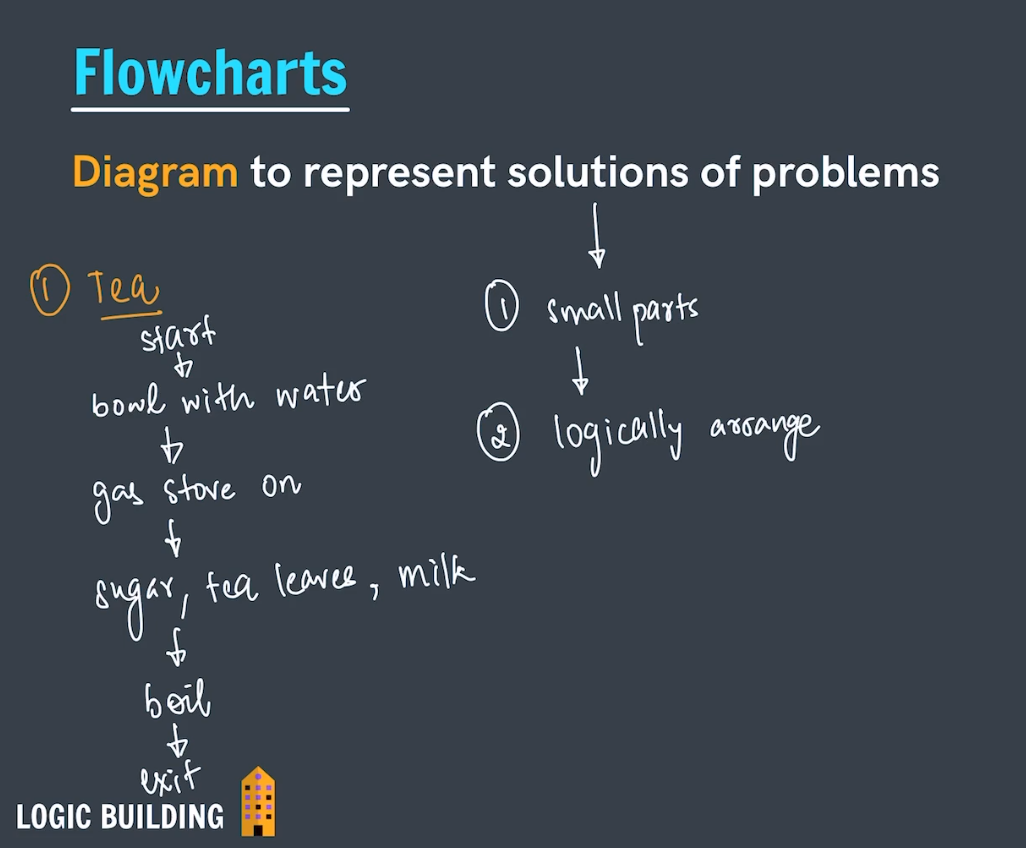 Flowcharts
Diagram to represent solutions of problems
① Tea
start
bowl with water
gas stove on
sugar, tea leaves, milk
boil
exit
① small parts
② logically arrange
LOGIC BUILDING